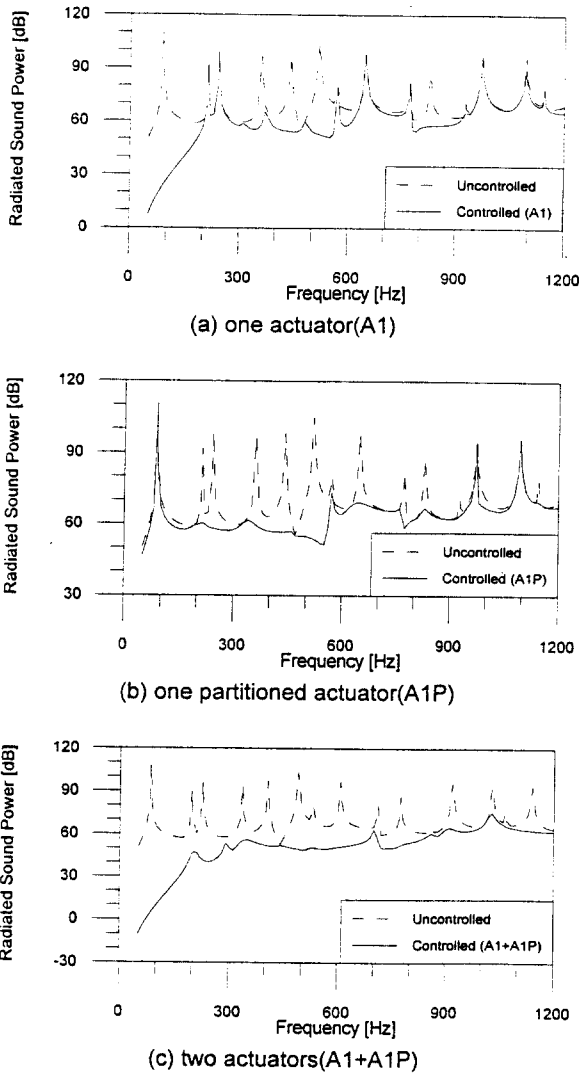 Radiated Sound Power [dB]
120
90
60
30
0
Uncontrolled
Controlled (A1)
0 300 600 900 1200
Frequency [Hz]
(a) one actuator(A1)
Radiated Sound Power [dB]
120
90
60
30
Uncontrolled
Controlled (A1P)
0 300 600 900 1200
Frequency [Hz]
(b) one partitioned actuator(A1P)
Radiated Sound Power [dB]
120
90
60
30
0
-30
Uncontrolled
Controlled (A1+A1P)
0 300 600 900 1200
Frequency [Hz]
(c) two actuators(A1+A1P)